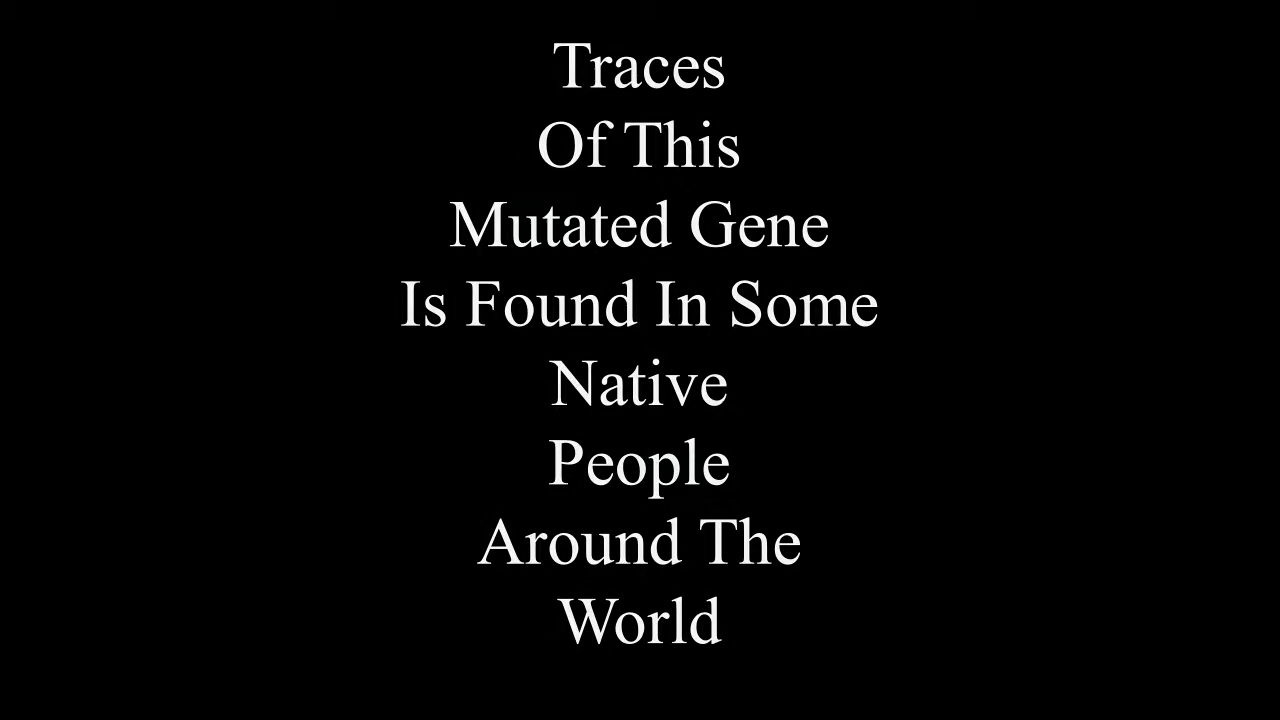 Traces
Of This
Mutated Gene
Is Found In Some
Native
People
Around The
World